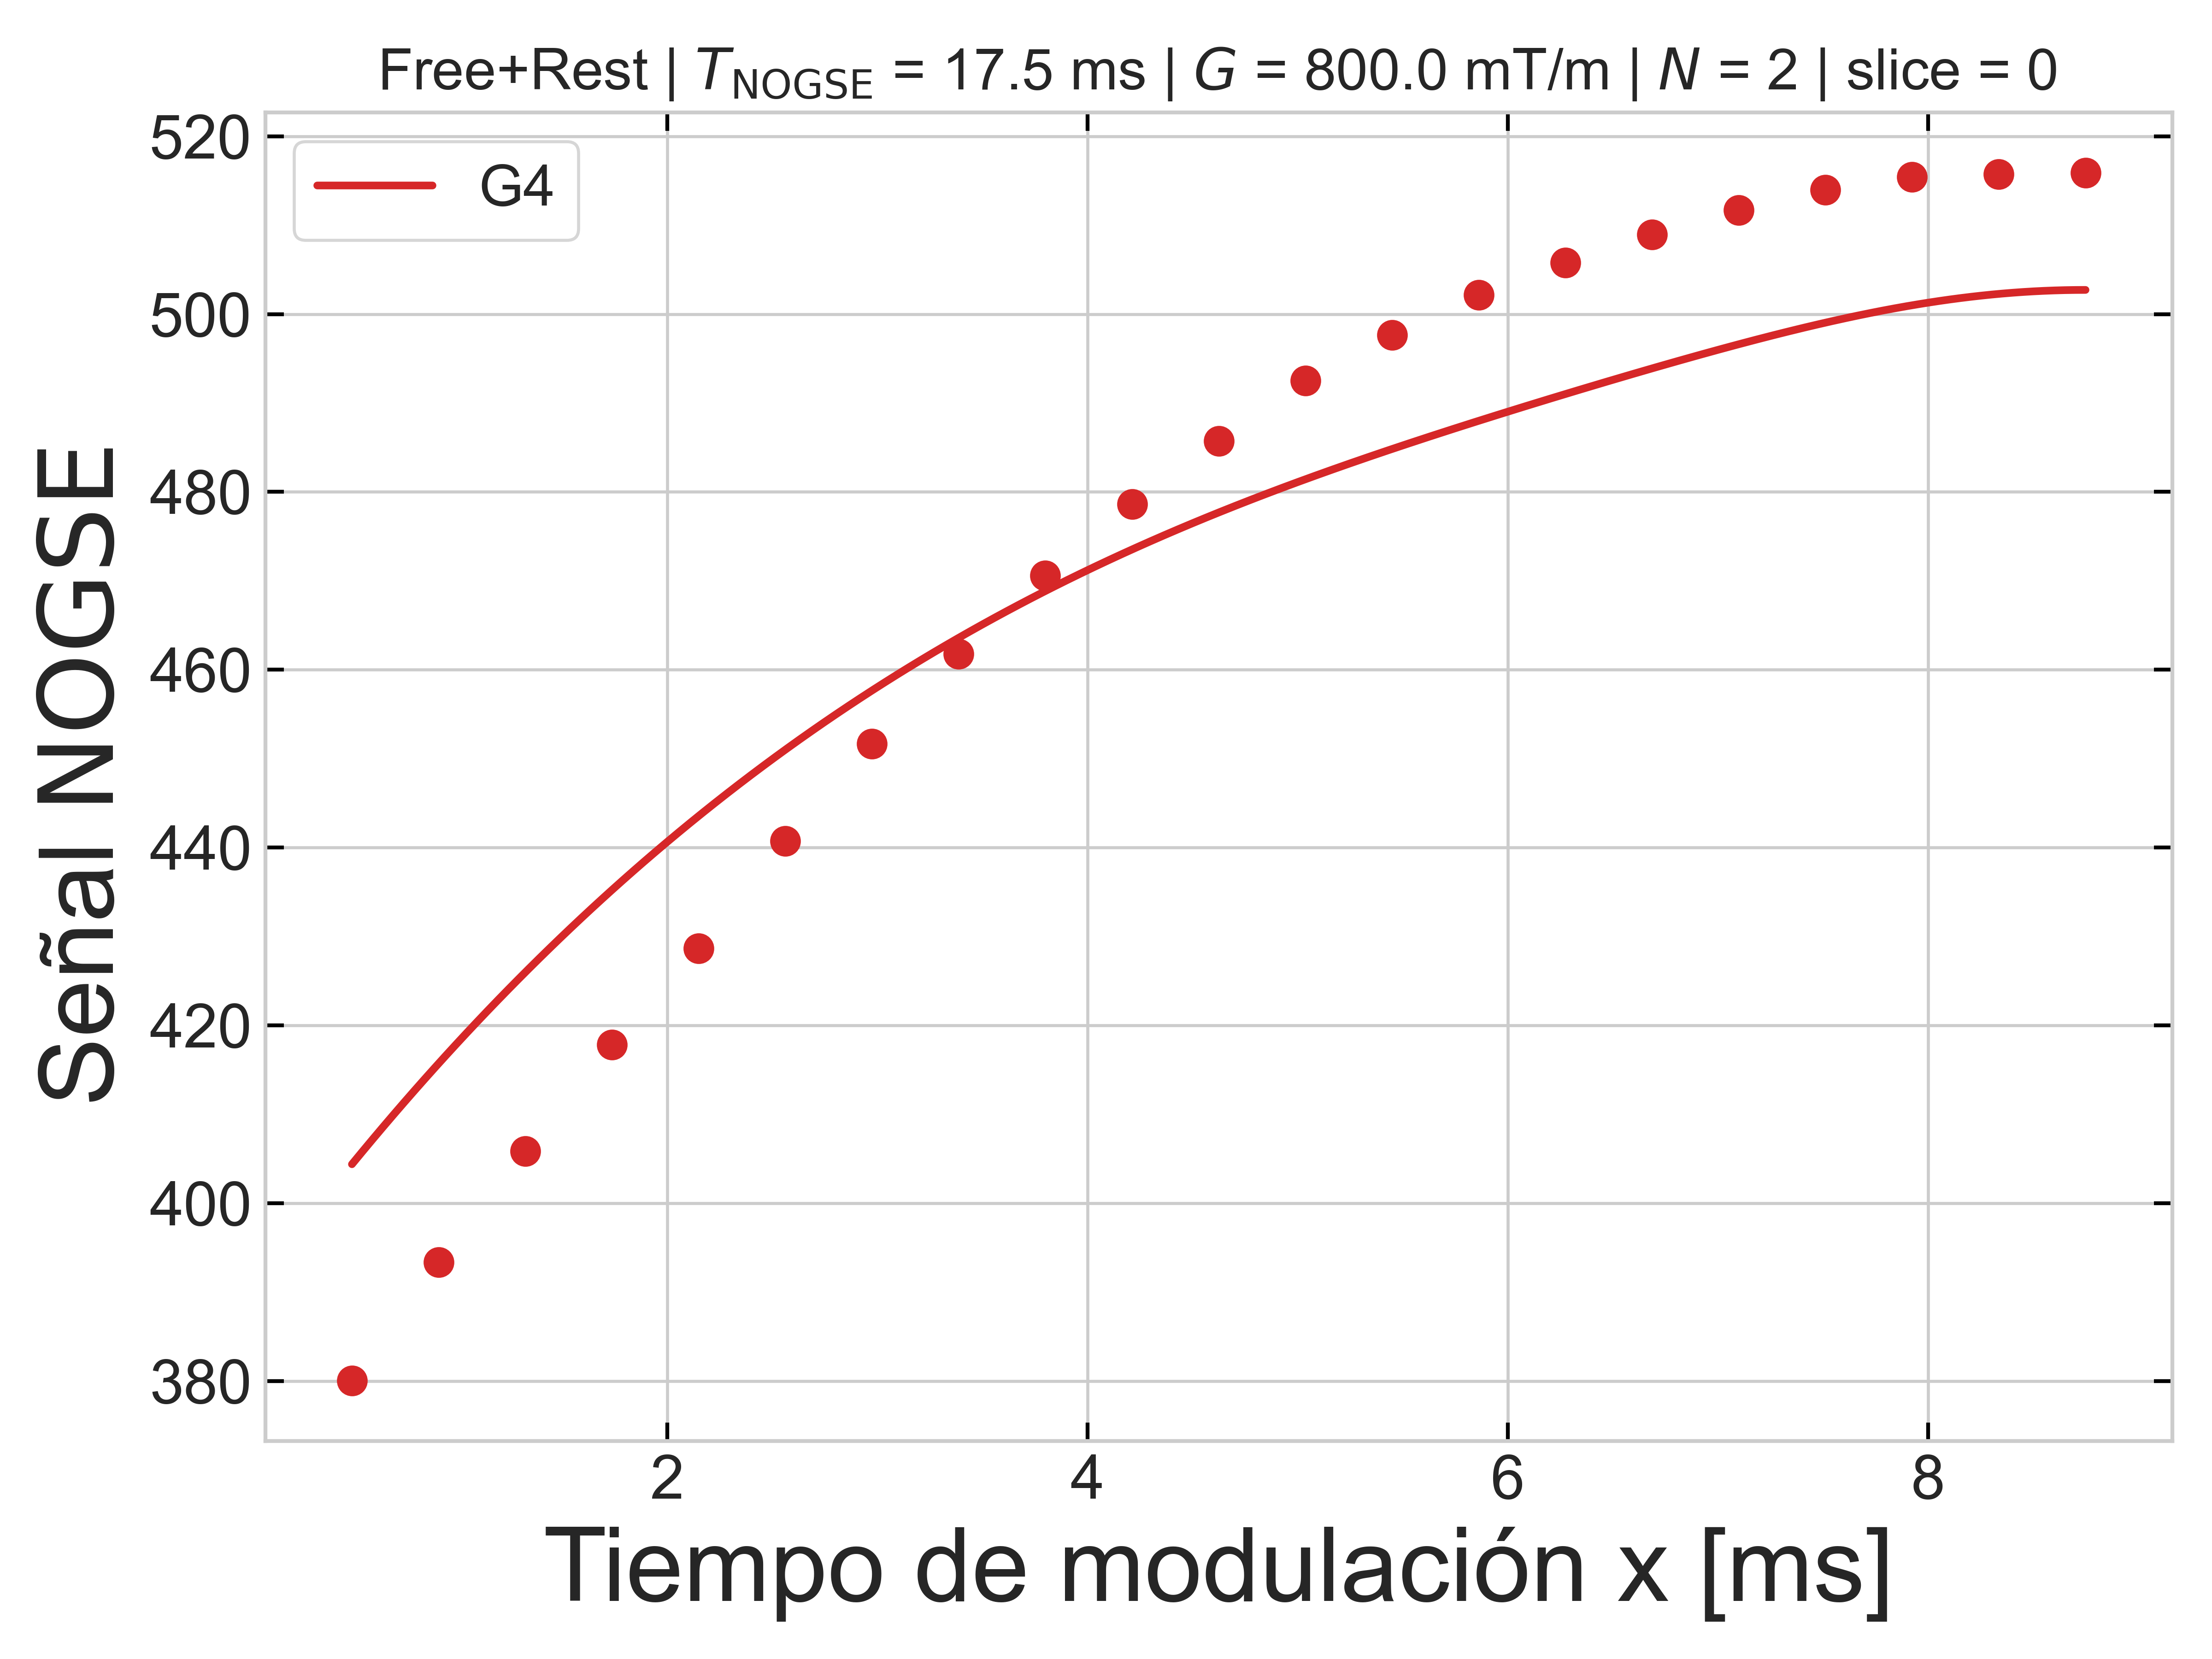 Free+Rest | T_NOGSE = 17.5 ms | G = 800.0 mT/m | N = 2 | slice = 0
G4
520
500
480
460
440
420
400
380
Señal NOGSE
2 4 6 8
Tiempo de modulación x [ms]